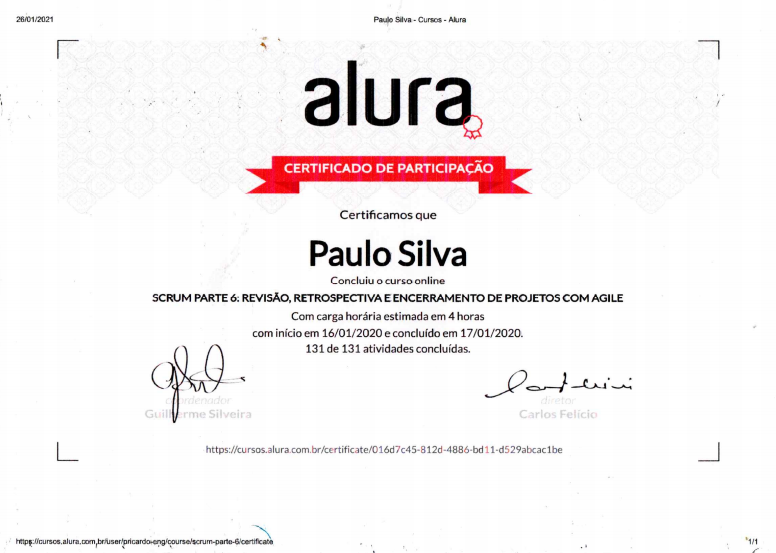 26/01/2021
Paulo Silva - Cursos - Alura
alura
CERTIFICADO DE PARTICIPAÇÃO
Certificamos que
Paulo Silva
Concluiu o curso online
SCRUM PARTE 6: REVISÃO, RETROSPECTIVA E ENCERRAMENTO DE PROJETOS COM AGILE
Com carga horária estimada em 4 horas
com início em 16/01/2020 e concluído em 17/01/2020.
131 de 131 atividades concluídas.
coordenador
Guilherme Silveira
diretor
Carlos Felício
https://cursos.alura.com.br/certificate/016d7c45-812d-4886-bd11-d529abcac1be
https://cursos.alura.com.br/user/pricardo-eng/course/scrum-parte-6/certificate
1/1